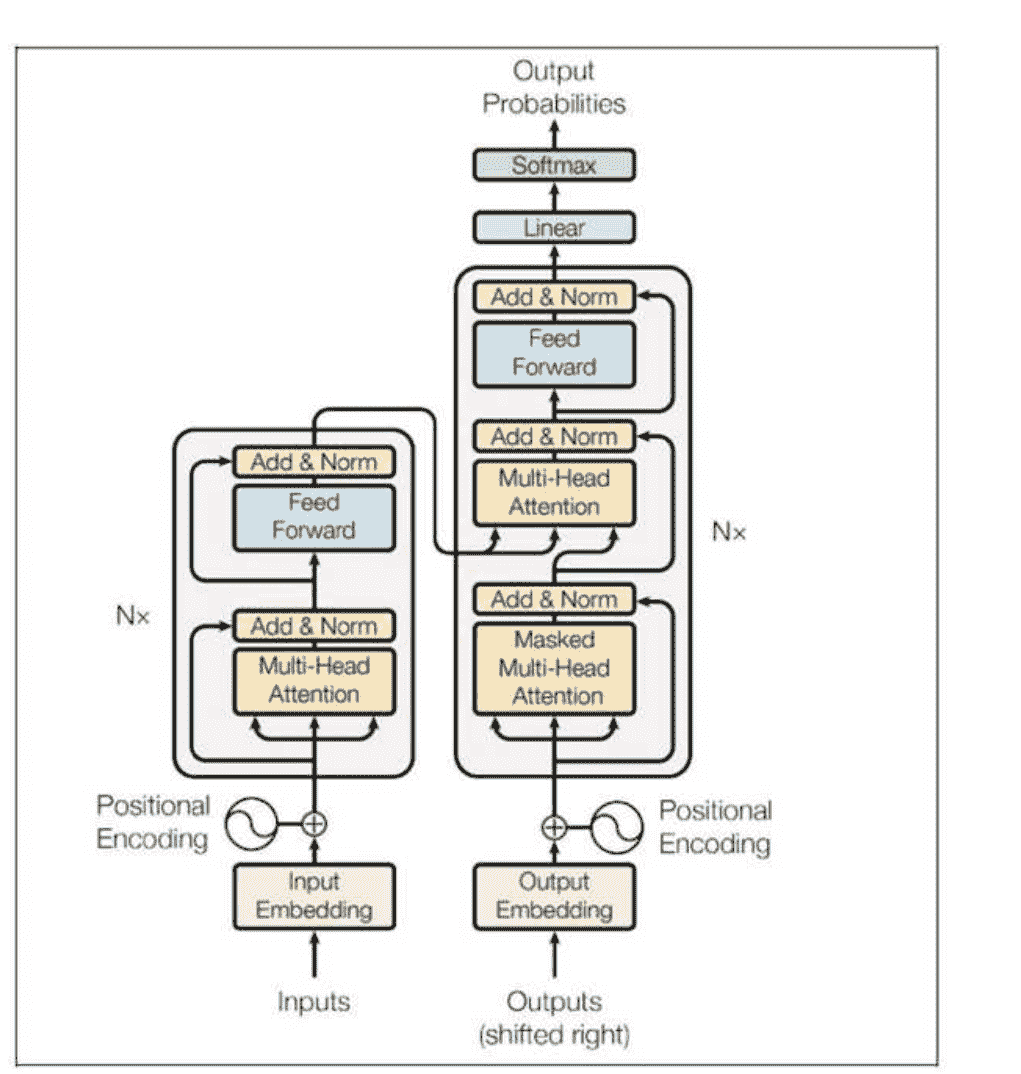 Output
Probabilities
Softmax
Linear
Add & Norm
Feed
Forward
Add & Norm
Multi-Head
Attention
Nx
Add & Norm
Masked
Multi-Head
Attention
Add & Norm
Feed
Forward
Nx
Add & Norm
Multi-Head
Attention
Positional
Encoding
Positional
Encoding
Input
Embedding
Output
Embedding
Inputs
Outputs
(shifted right)